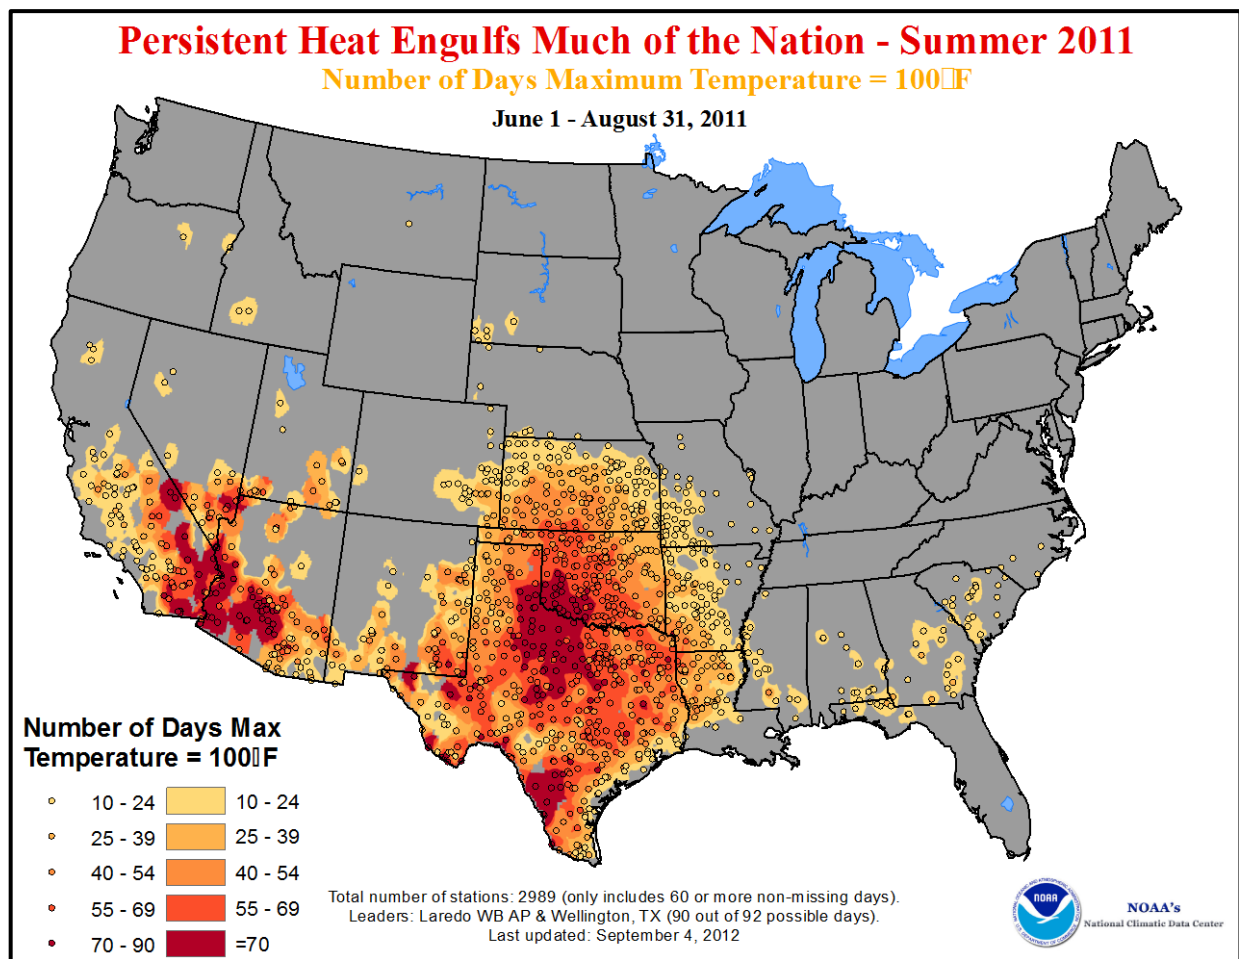 Persistent Heat Engulfs Much of the Nation - Summer 2011
Number of Days Maximum Temperature = 100▯F
June 1 - August 31, 2011
Number of Days Max
Temperature = 100▯F
10 - 24 10 - 24
25 - 39 25 - 39
40 - 54 40 - 54
55 - 69 55 - 69
70 - 90 =70
Total number of stations: 2989 (only includes 60 or more non-missing days).
Leaders: Laredo WB AP & Wellington, TX (90 out of 92 possible days).
Last updated: September 4, 2012
NOAA
NOAA's
National Climatic Data Center